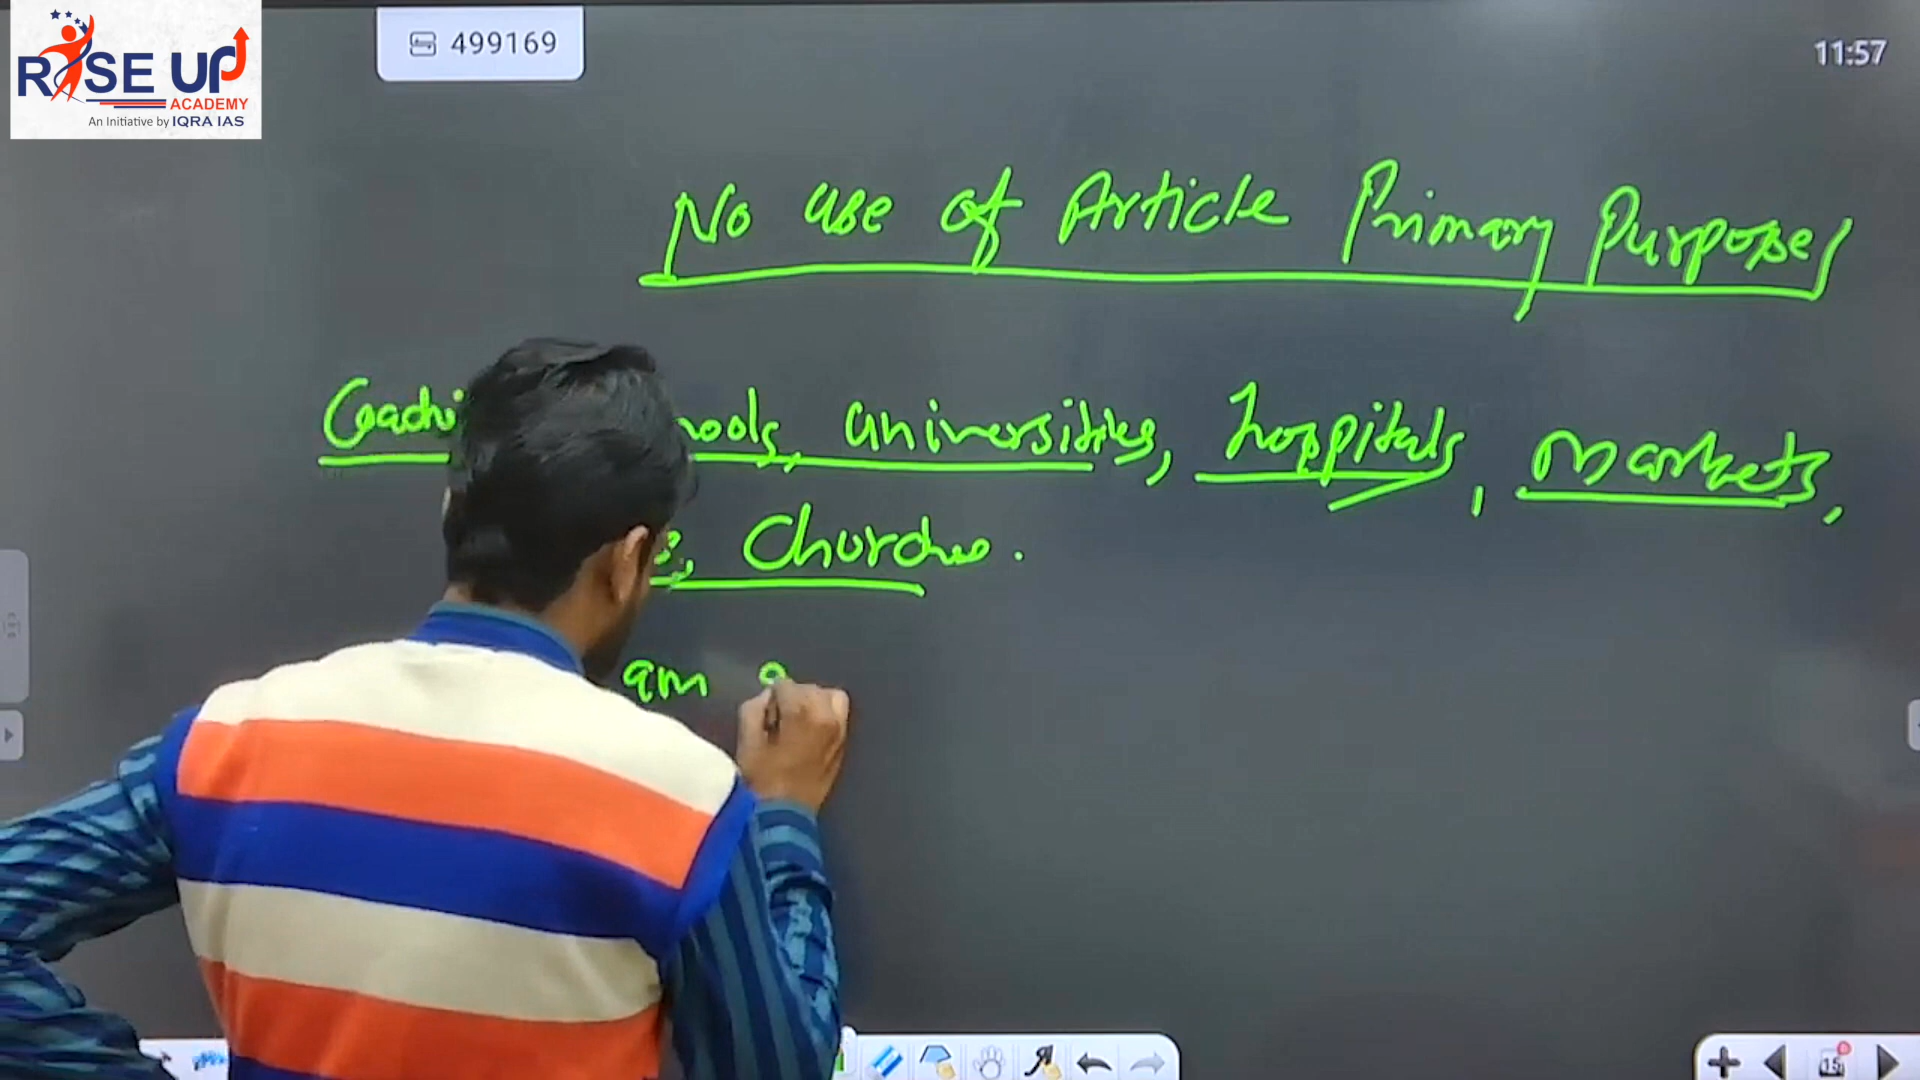 RISE UP
ACADEMY
An Initiative by IQRA IAS
499169
11:57
No use of Article Primary Purpose
universities, hospitals, markets,
Churches.
am
15